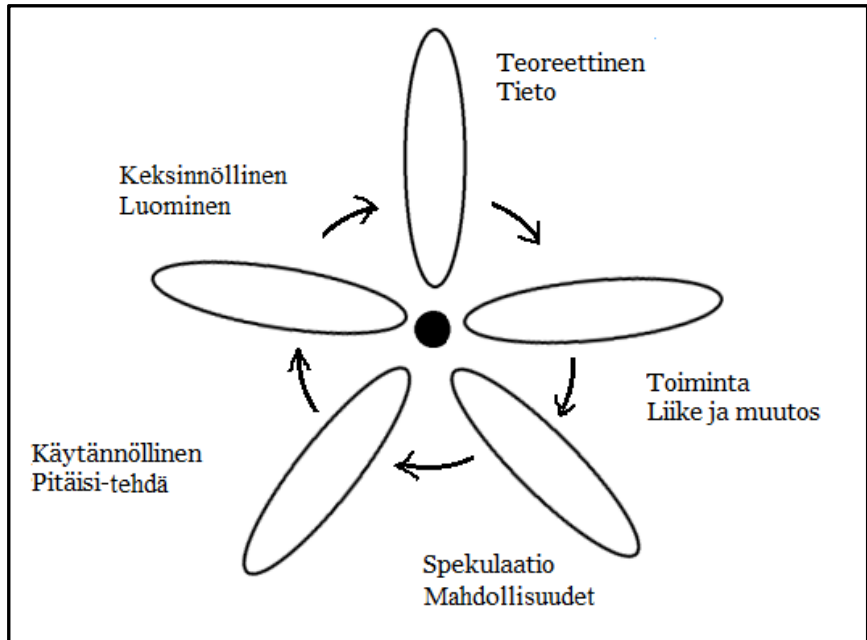 Teoreettinen
Tieto
Keksinnöllinen
Luominen
Toiminta
Liike ja muutos
Käytännöllinen
Pitäisi-tehdä
Spekulaatio
Mahdollisuudet